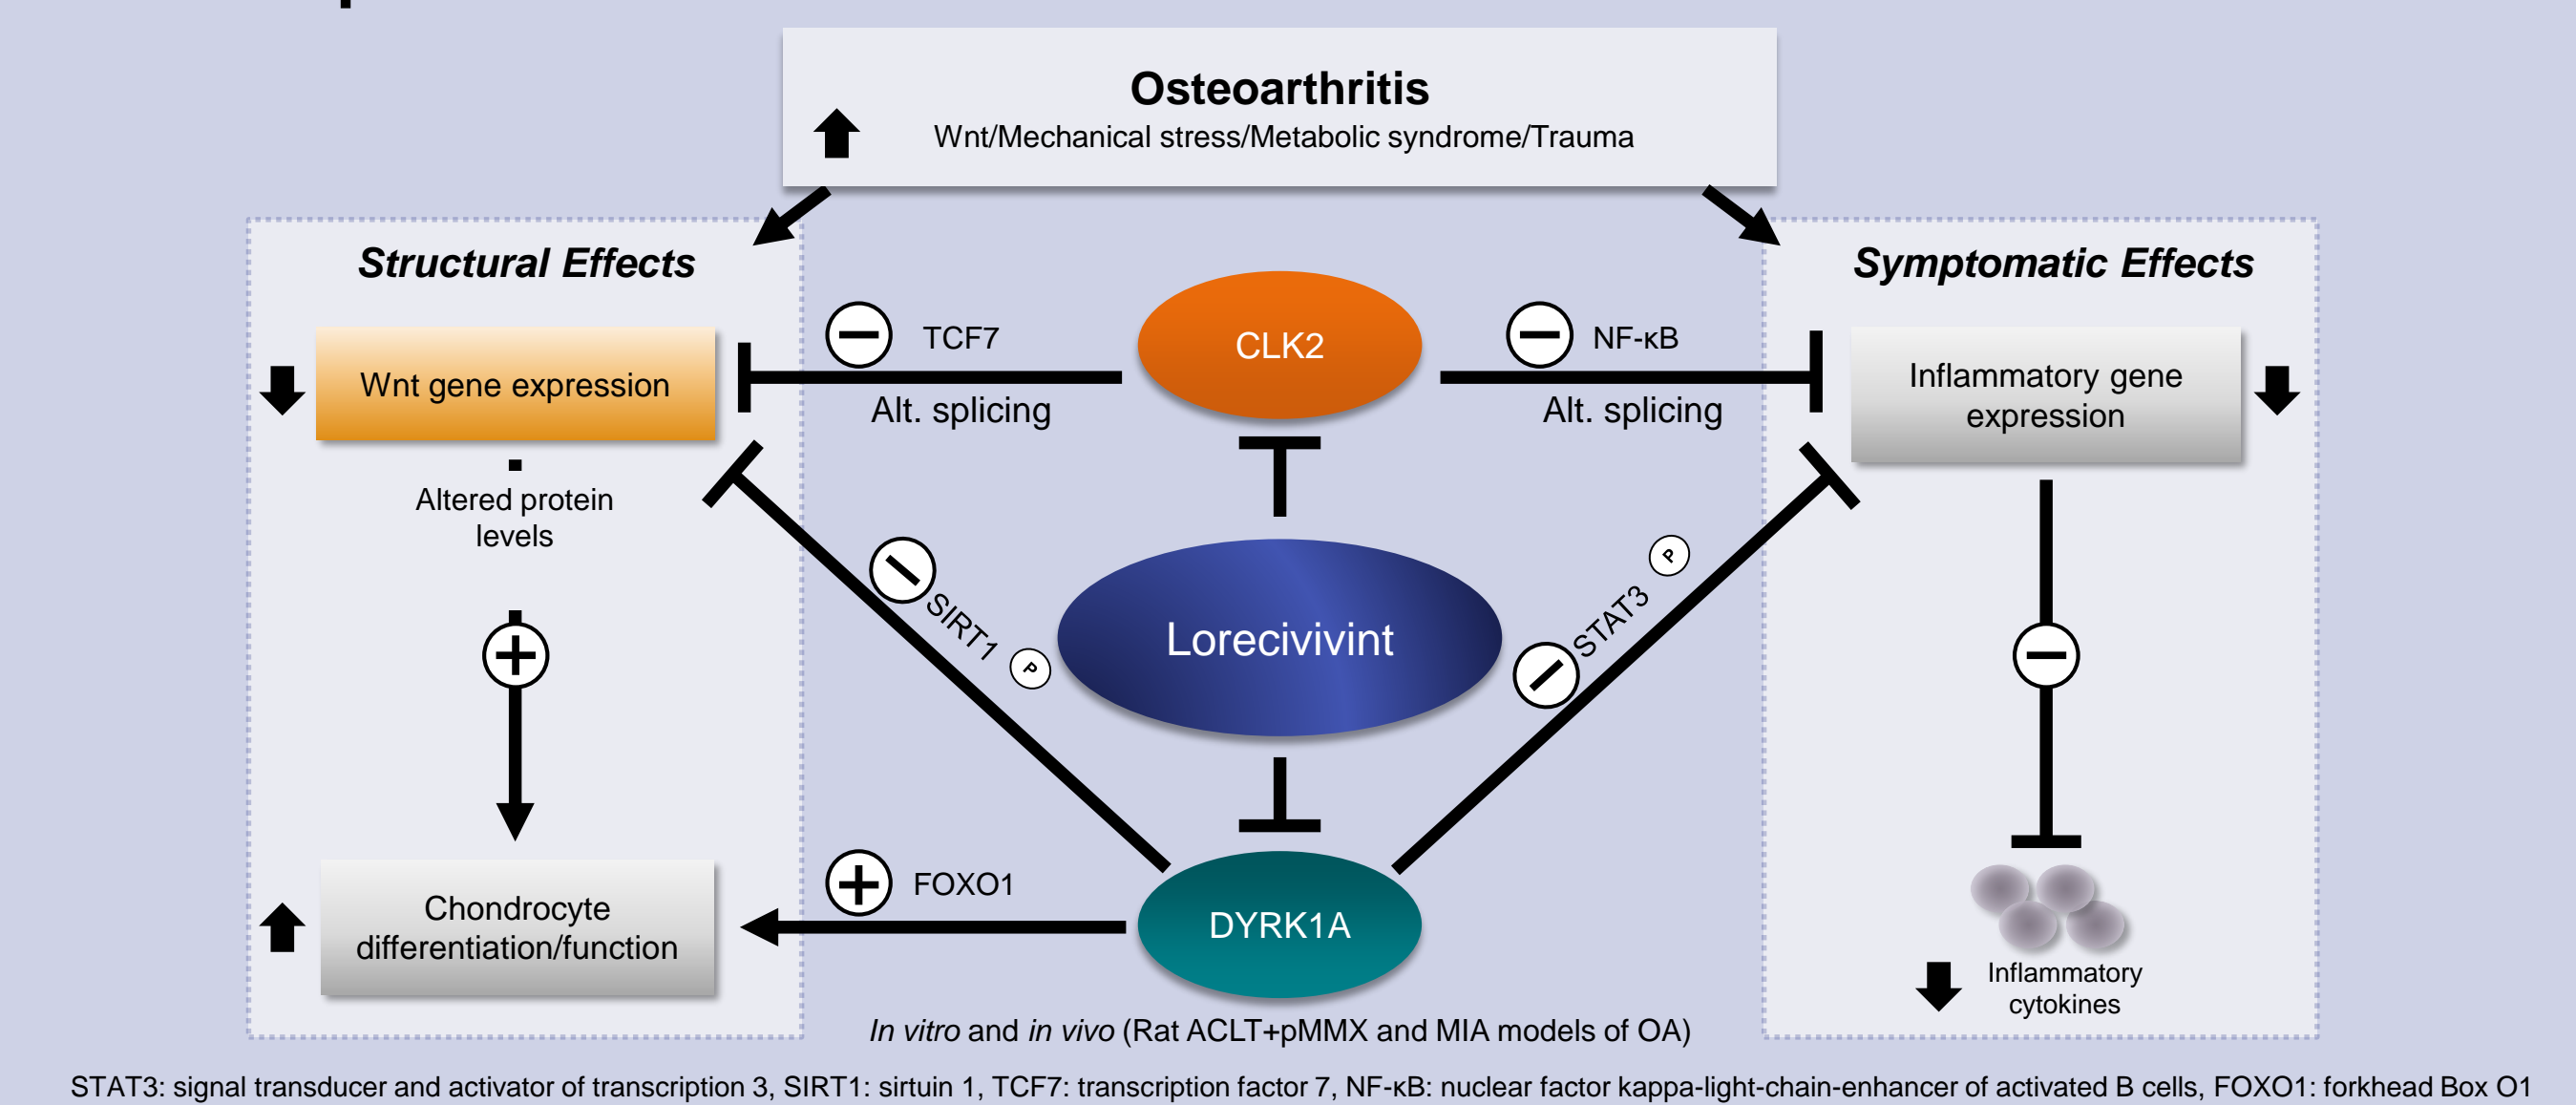 Osteoarthritis
Wnt/Mechanical stress/Metabolic syndrome/Trauma
Structural Effects
Symptomatic Effects
TCF7
CLK2
NF-κB
Wnt gene expression
Alt. splicing
Alt. splicing
Inflammatory gene
expression
Altered protein
levels
SIRT1 P
Lorecivivint
STAT3 P
Chondrocyte
differentiation/function
FOXO1
DYRK1A
Inflammatory
cytokines
In vitro and in vivo (Rat ACLT+pMMX and MIA models of OA)
STAT3: signal transducer and activator of transcription 3, SIRT1: sirtuin 1, TCF7: transcription factor 7, NF-κB: nuclear factor kappa-light-chain-enhancer of activated B cells, FOXO1: forkhead Box O1